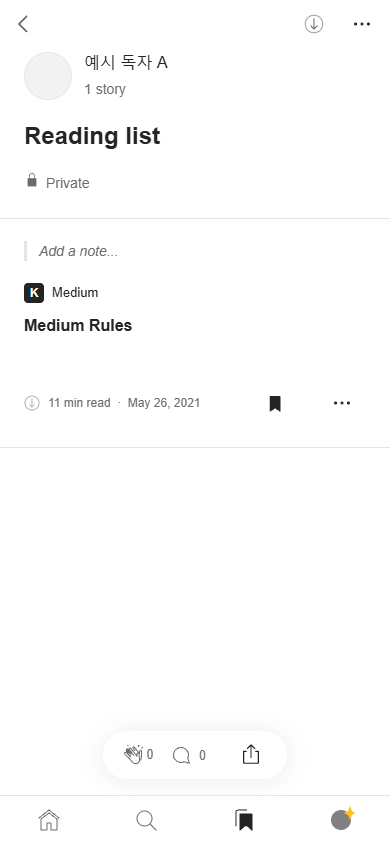 예시 독자 A
1 story
Reading list
Private
Add a note...
K Medium
Medium Rules
11 min read · May 26, 2021
0 0